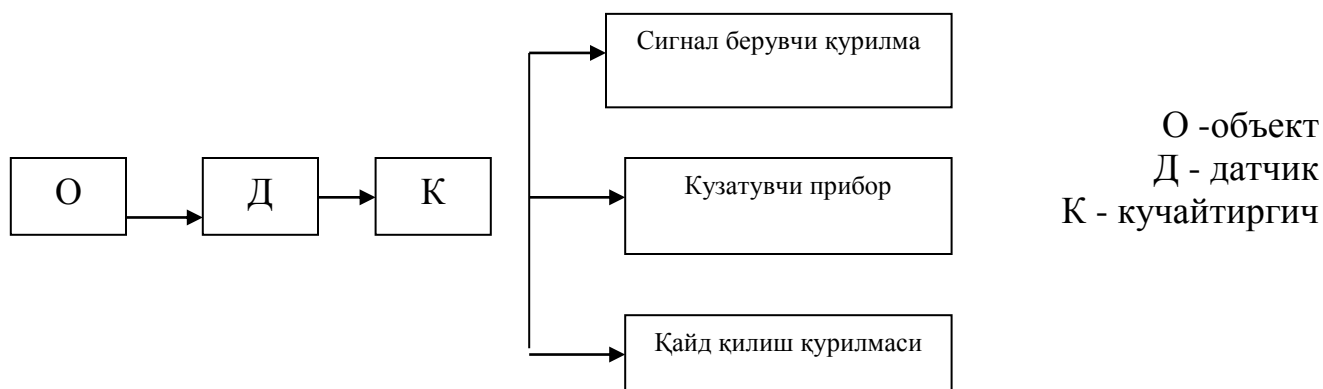 Сигнал берувчи қурилма
О -объект
Д - датчик
К - кучайтиргич
О
Д
К
Кузатувчи прибор
Қайд қилиш қурилмаси